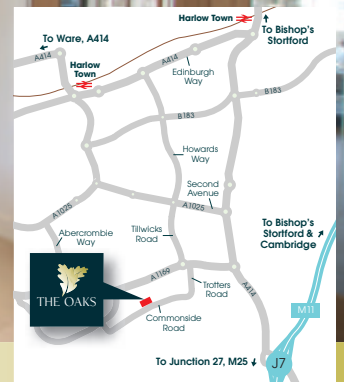 Harlow Town
To Bishop's
Stortford
To Ware, A414
A414
A414
Harlow
Town
Edinburgh
Way
B183
B183
Howards
Way
Second
Avenue
A1025
A1025
Abercrombie
Way
Tillwicks
Road
To Bishop's
Stortford &
Cambridge
THE OAKS
A1169
Trotters
Road
A414
M11
Commonside
Road
To Junction 27, M25
J7